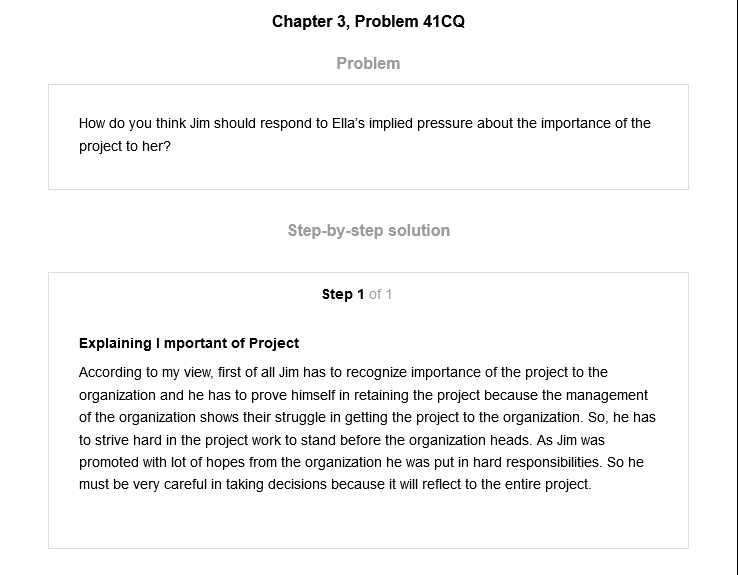 Chapter 3, Problem 41CQ
Problem
How do you think Jim should respond to Ella's implied pressure about the importance of the
project to her?
Step-by-step solution
Step 1 of 1
Explaining I mportant of Project
According to my view, first of all Jim has to recognize importance of the project to the
organization and he has to prove himself in retaining the project because the management
of the organization shows their struggle in getting the project to the organization. So, he has
to strive hard in the project work to stand before the organization heads. As Jim was
promoted with lot of hopes from the organization he was put in hard responsibilities. So he
must be very careful in taking decisions because it will reflect to the entire project.